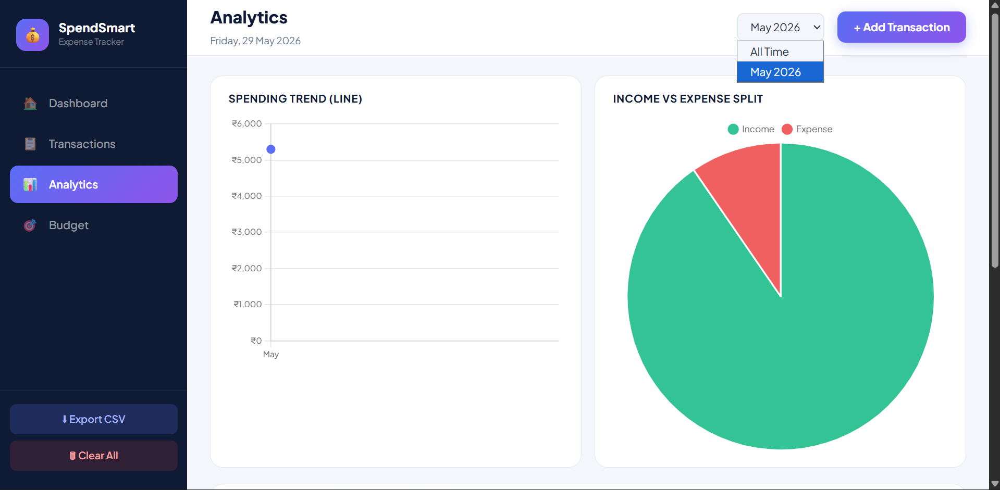 SpendSmart
Expense Tracker
Dashboard
Transactions
Analytics
Budget
Export CSV
Clear All
Analytics
Friday, 29 May 2026
May 2026
+ Add Transaction
All Time
May 2026
SPENDING TREND (LINE)
₹6,000
₹5,000
₹4,000
₹3,000
₹2,000
₹1,000
₹0
May
INCOME VS EXPENSE SPLIT
Income
Expense